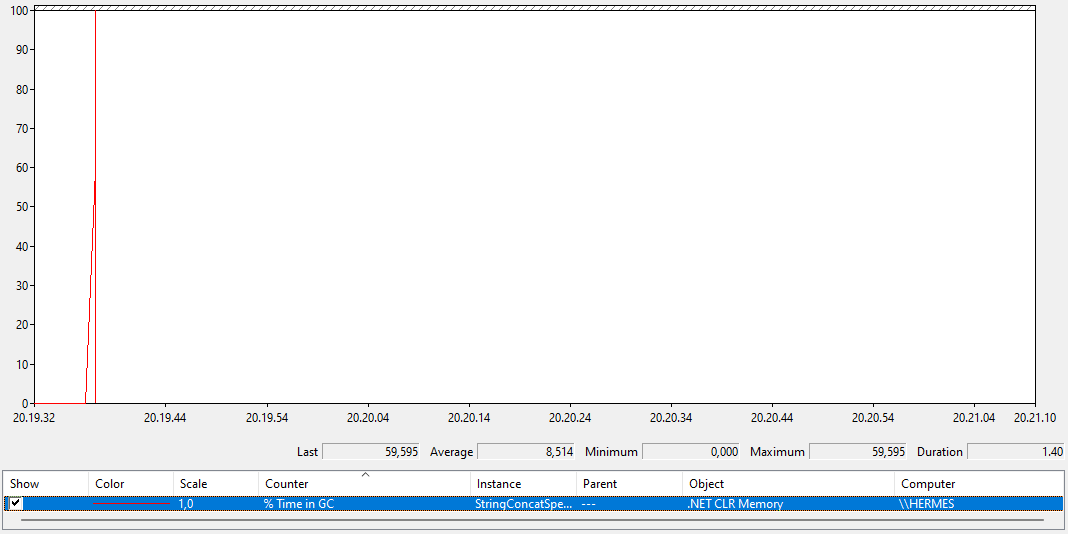 100
90
80
70
60
50
40
30
20
10
0
20.19.32 20.19.44 20.19.54 20.20.04 20.20.14 20.20.24 20.20.34 20.20.44 20.20.54 20.21.04 20.21.10
Last 59,595 Average 8,514 Minimum 0,000 Maximum 59,595 Duration 1.40
Show Color Scale Counter Instance Parent Object Computer
1,0 % Time in GC StringConcatSpe... --- .NET CLR Memory \\HERMES